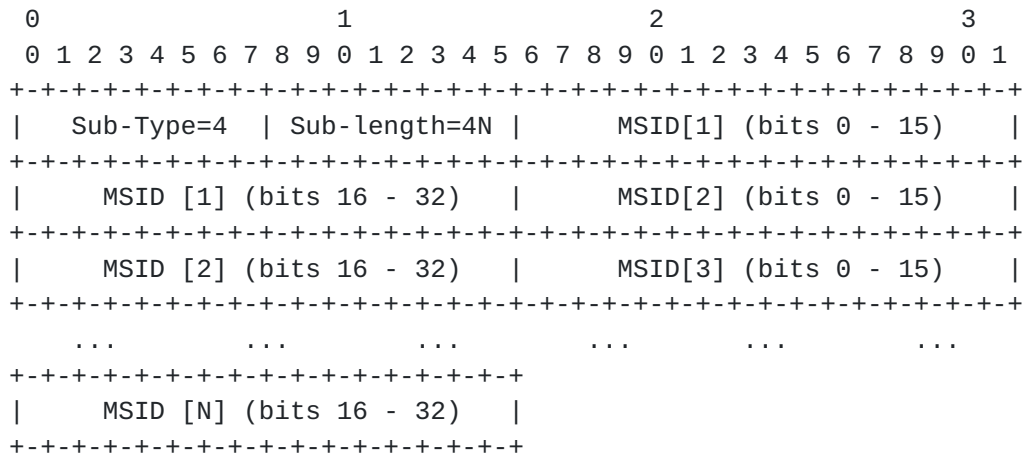 0                   1                   2                   3
 0 1 2 3 4 5 6 7 8 9 0 1 2 3 4 5 6 7 8 9 0 1 2 3 4 5 6 7 8 9 0 1
+-+-+-+-+-+-+-+-+-+-+-+-+-+-+-+-+-+-+-+-+-+-+-+-+-+-+-+-+-+-+-+-+
|   Sub-Type=4  | Sub-length=4N |      MSID[1] (bits 0 - 15)    |
+-+-+-+-+-+-+-+-+-+-+-+-+-+-+-+-+-+-+-+-+-+-+-+-+-+-+-+-+-+-+-+-+
|     MSID [1] (bits 16 - 32)   |      MSID[2] (bits 0 - 15)    |
+-+-+-+-+-+-+-+-+-+-+-+-+-+-+-+-+-+-+-+-+-+-+-+-+-+-+-+-+-+-+-+-+
|     MSID [2] (bits 16 - 32)   |      MSID[3] (bits 0 - 15)    |
+-+-+-+-+-+-+-+-+-+-+-+-+-+-+-+-+-+-+-+-+-+-+-+-+-+-+-+-+-+-+-+-+
    ...        ...        ...        ...       ...        ...
+-+-+-+-+-+-+-+-+-+-+-+-+-+-+-+-+
|     MSID [N] (bits 16 - 32)   |
+-+-+-+-+-+-+-+-+-+-+-+-+-+-+-+-+